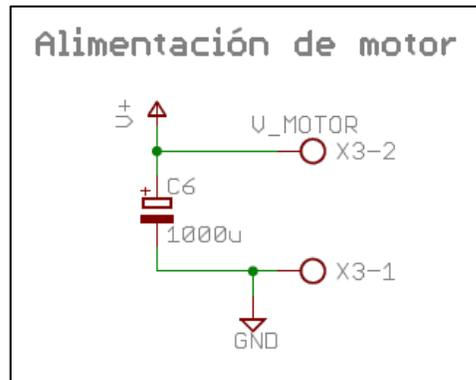 Alimentación de motor
V+
V_MOTOR
X3-2
+
C6
1000u
X3-1
GND